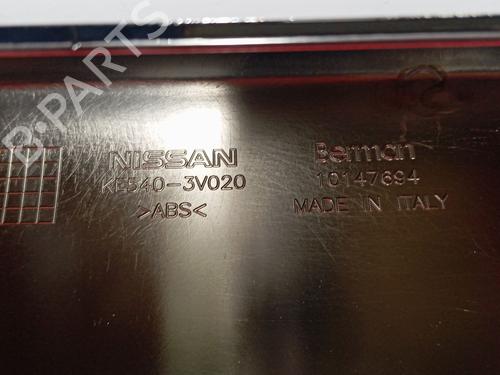 B-PARTS
NISSAN
KE540-3V020
>ABS<
Berman
10147694
MADE IN ITALY